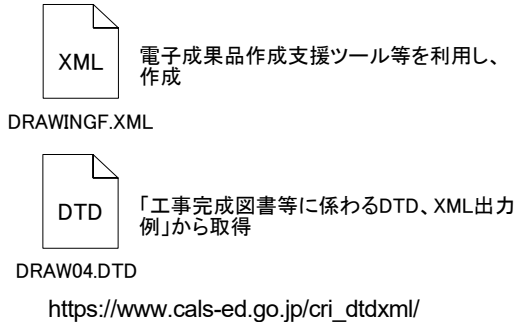 XML
電子成果品作成支援ツール等を利用し、
作成
DRAWINGF.XML
DTD
「工事完成図書等に係わるDTD、XML出力
例」から取得
DRAW04.DTD
https://www.cals-ed.go.jp/cri_dtdxml/